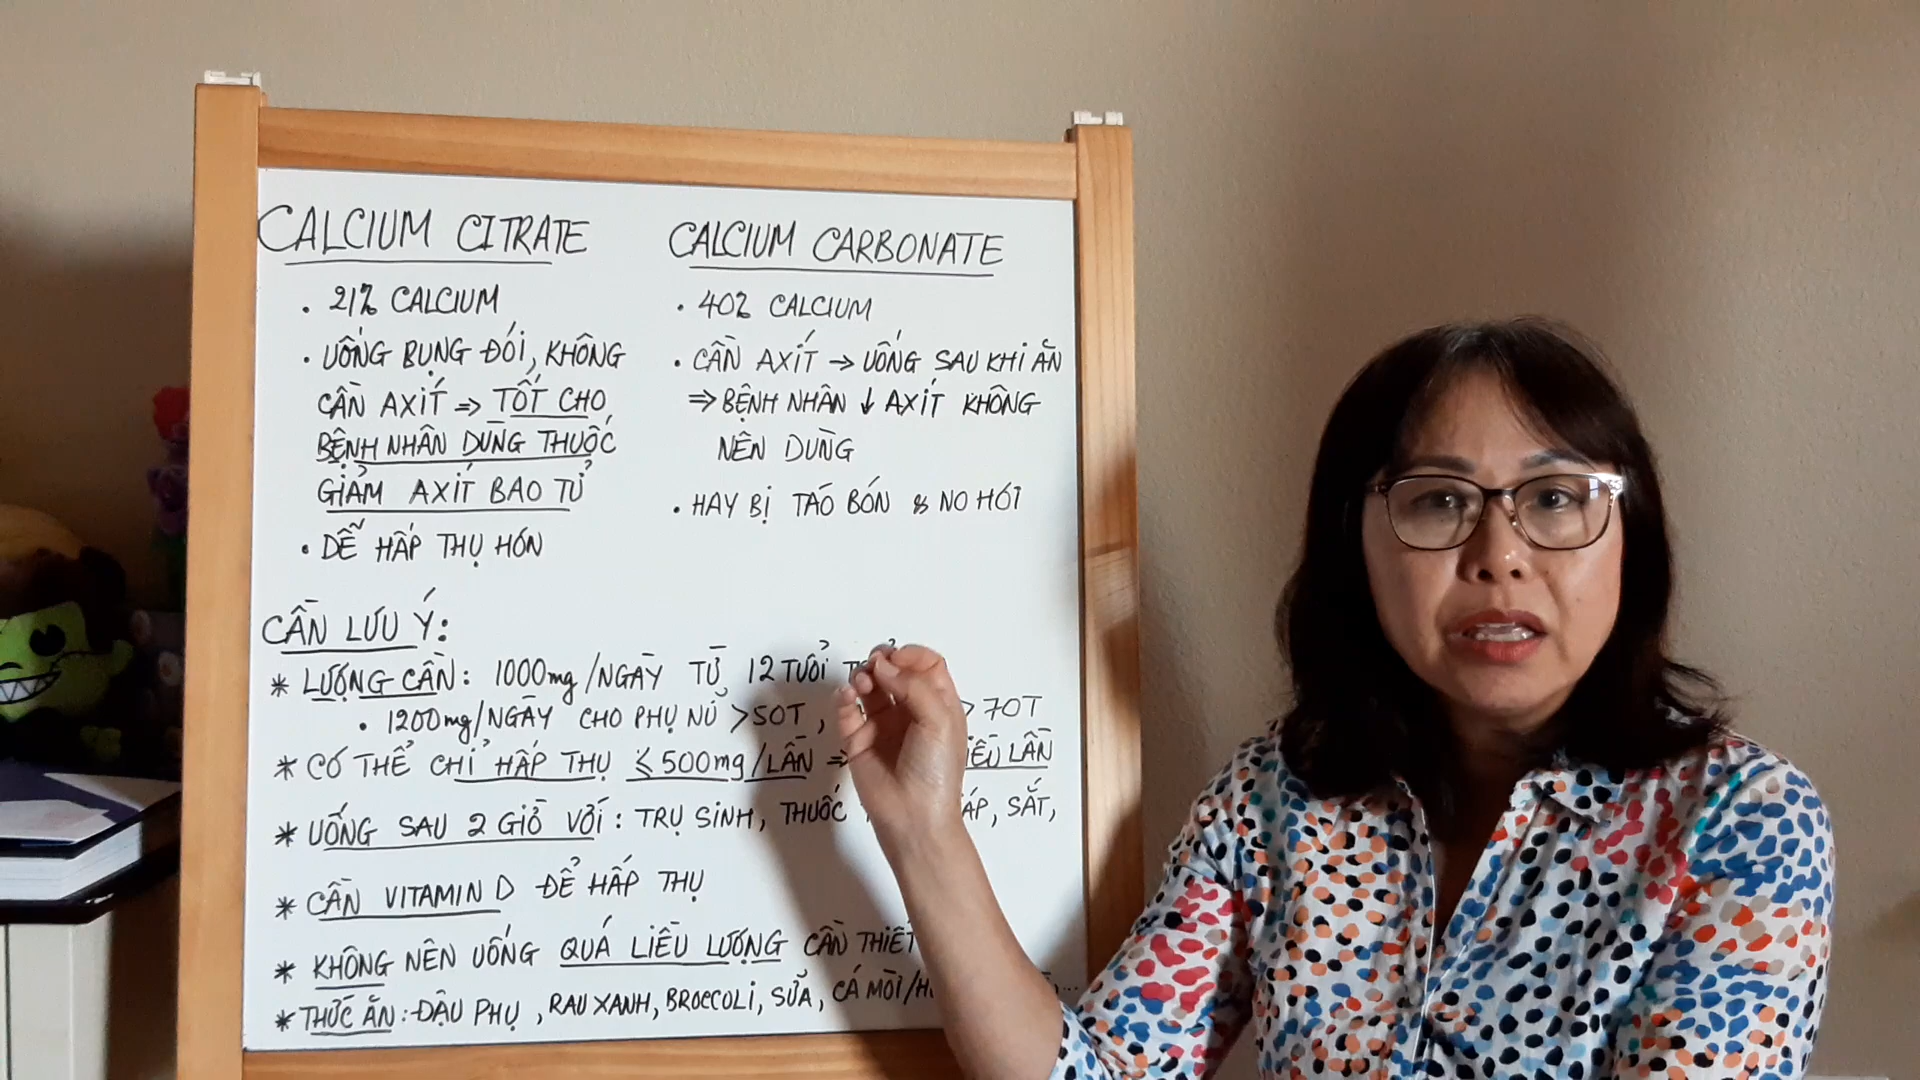 CALCIUM CITRATE
• 21% CALCIUM
• UỐNG BỤNG ĐÓI, KHÔNG
CẦN AXÍT ⇒ TỐT CHO
BỆNH NHÂN DÙNG THUỐC
GIẢM AXÍT BAO TỬ
• DỄ HẤP THỤ HƠN
CALCIUM CARBONATE
• 40% CALCIUM
• CẦN AXÍT → UỐNG SAU KHI ĂN
⇒ BỆNH NHÂN ↓ AXÍT KHÔNG
NÊN DÙNG
• HAY BỊ TÁO BÓN & NO HƠI
CẦN LƯU Ý:
* LƯỢNG CẦN: 1000mg/NGÀY TỪ 12 TUỔI
• 1200mg/NGÀY CHO PHỤ NỮ >50T, >70T
* CÓ THỂ CHỈ HẤP THỤ ≤500mg/LẦN ⇒ LẦN
* UỐNG SAU 2 GIỜ VỚI: TRỤ SINH, THUỐC SẮT,
* CẦN VITAMIN D ĐỂ HẤP THỤ
* KHÔNG NÊN UỐNG QUÁ LIỀU LƯỢNG CẦN THIẾT
* THỨC ĂN: ĐẬU PHỤ, RAU XANH, BROCCOLI, SỮA, CÁ MÒI/